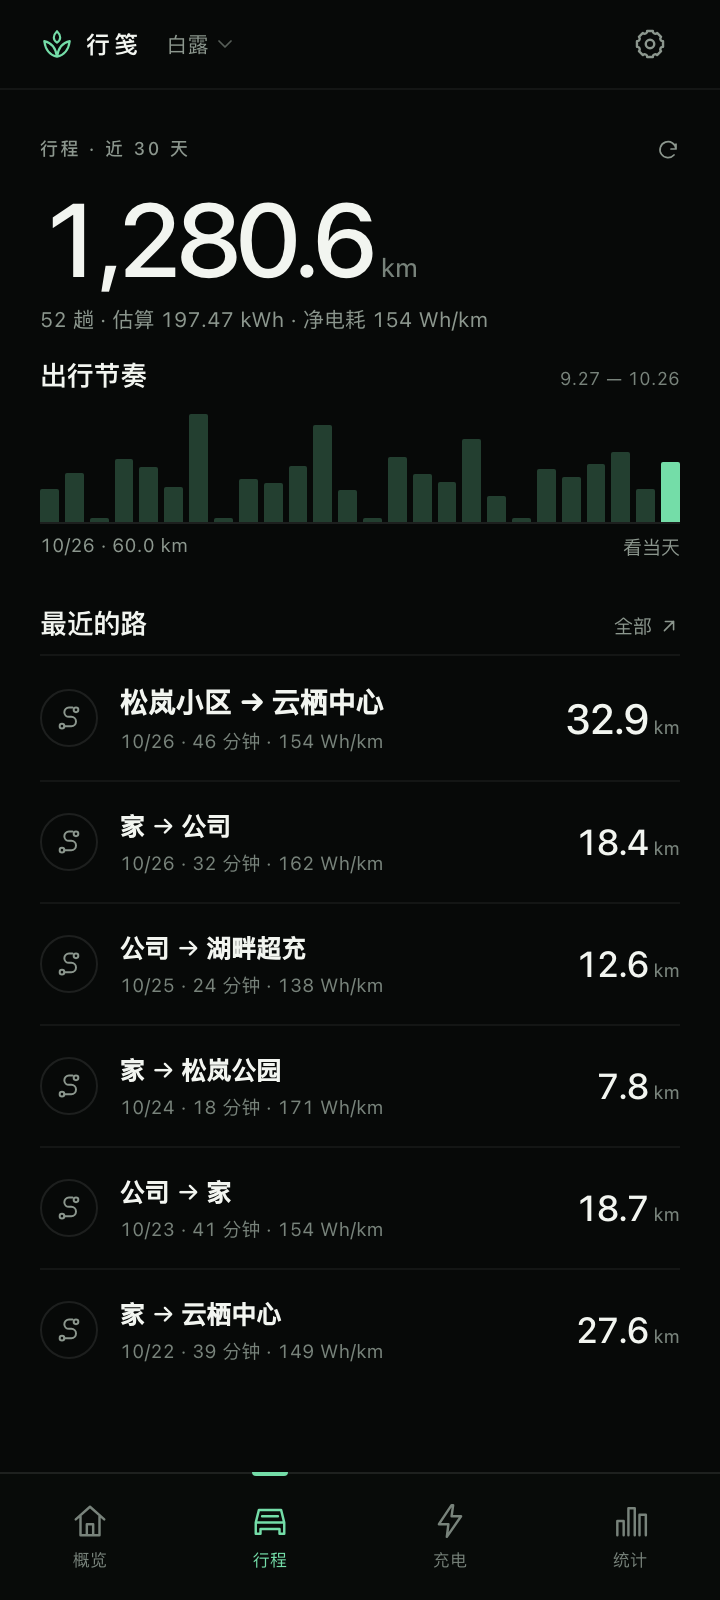 行笺 白露
行程 · 近 30 天
1,280.6 km
52 趟 · 估算 197.47 kWh · 净电耗 154 Wh/km
出行节奏 9.27 — 10.26
10/26 · 60.0 km 看当天
最近的路 全部 ↗
松岚小区 → 云栖中心 32.9 km
10/26 · 46 分钟 · 154 Wh/km
家 → 公司 18.4 km
10/26 · 32 分钟 · 162 Wh/km
公司 → 湖畔超充 12.6 km
10/25 · 24 分钟 · 138 Wh/km
家 → 松岚公园 7.8 km
10/24 · 18 分钟 · 171 Wh/km
公司 → 家 18.7 km
10/23 · 41 分钟 · 154 Wh/km
家 → 云栖中心 27.6 km
10/22 · 39 分钟 · 149 Wh/km
概览 行程 充电 统计